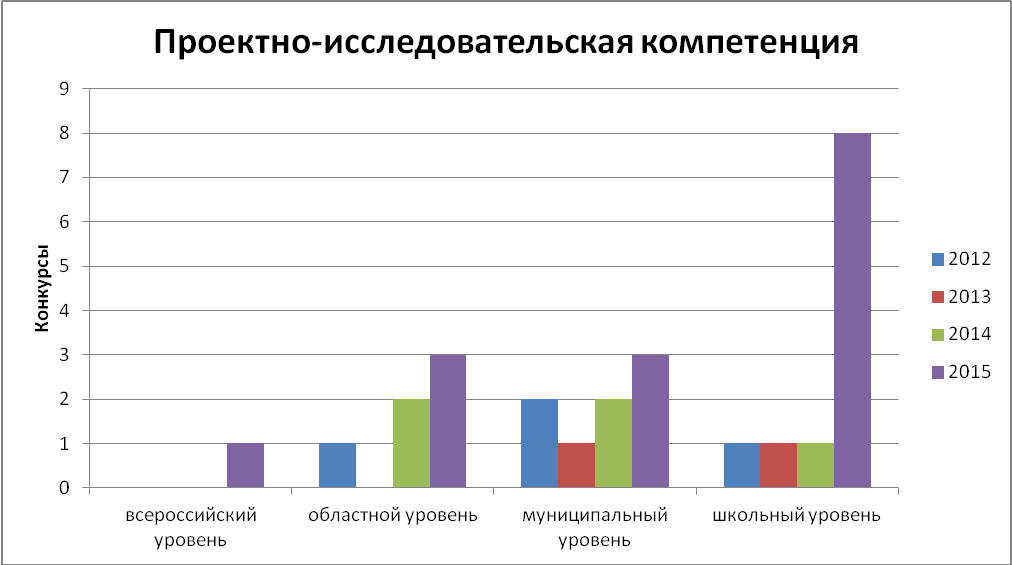 Проектно-исследовательская компетенция
Конкурсы
9
8
7
6
5
4
3
2
1
0
всероссийский
уровень
областной уровень
муниципальный
уровень
школьный уровень
2012
2013
2014
2015